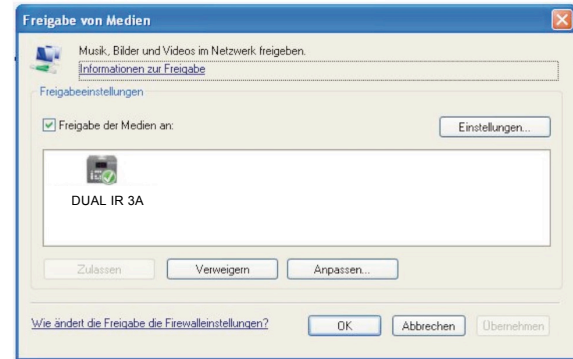 Freigabe von Medien
Musik, Bilder und Videos im Netzwerk freigeben.
Informationen zur Freigabe
Freigabeeinstellungen
Freigabe der Medien an:
Einstellungen...
DUAL IR 3A
Zulassen Verweigern Anpassen...
Wie ändert die Freigabe die Firewalleinstellungen?
OK Abbrechen Übernehmen